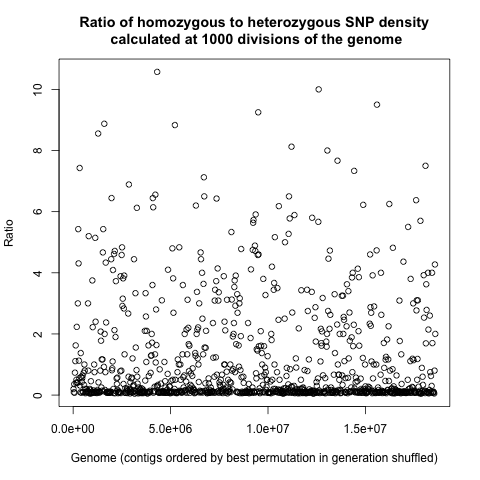 Ratio of homozygous to heterozygous SNP density
calculated at 1000 divisions of the genome
Ratio
10
8
6
4
2
0
0.0e+00 5.0e+06 1.0e+07 1.5e+07
Genome (contigs ordered by best permutation in generation shuffled)